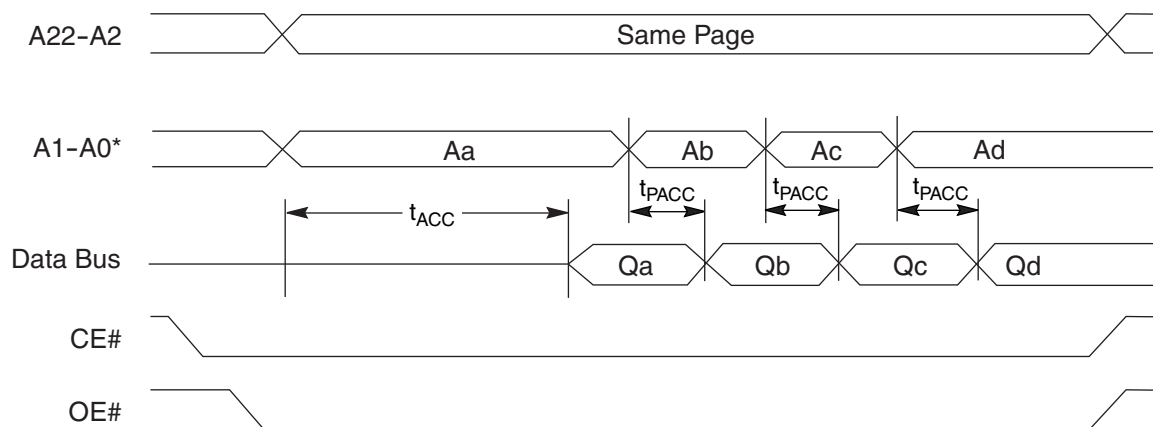 A22-A2
Same Page
A1-A0*
Aa
Ab
Ac
Ad
tACC
tPACC
tPACC
tPACC
Data Bus
Qa
Qb
Qc
Qd
CE#
OE#